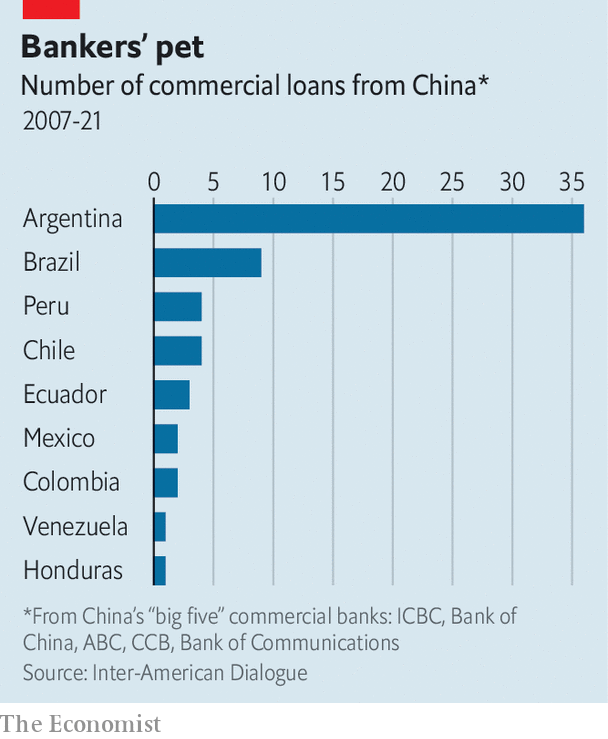 Bankers’ pet
Number of commercial loans from China*
2007-21
0 5 10 15 20 25 30 35
Argentina
Brazil
Peru
Chile
Ecuador
Mexico
Colombia
Venezuela
Honduras
*From China’s “big five” commercial banks: ICBC, Bank of
China, ABC, CCB, Bank of Communications
Source: Inter-American Dialogue
The Economist